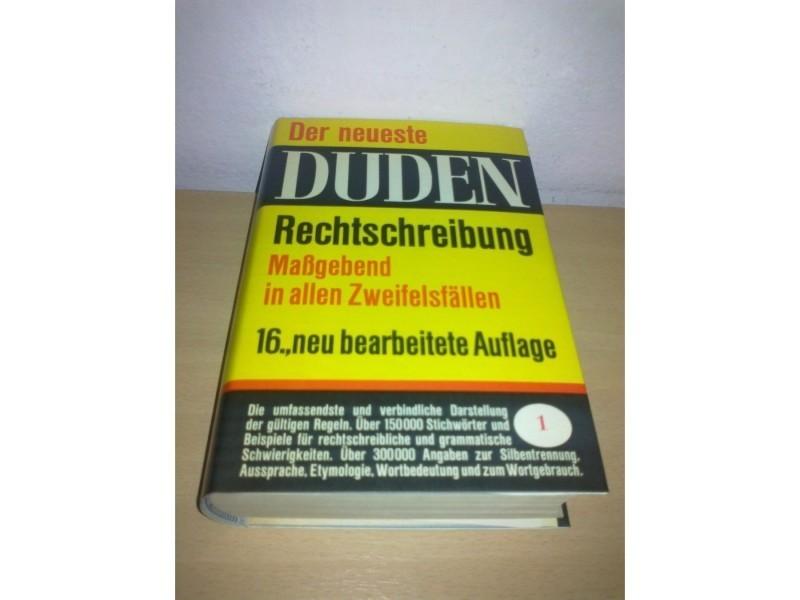 Der neueste
DUDEN
Rechtschreibung
Maßgebend
in allen Zweifelsfällen
16., neu bearbeitete Auflage
Die umfassendste und verbindliche Darstellung
der gültigen Regeln. Über 150000 Stichwörter und
Beispiele für rechtschreibliche und grammatische
Schwierigkeiten. Über 300000 Angaben zur Silbentrennung,
Aussprache, Etymologie, Wortbedeutung und zum Wortgebrauch.
1